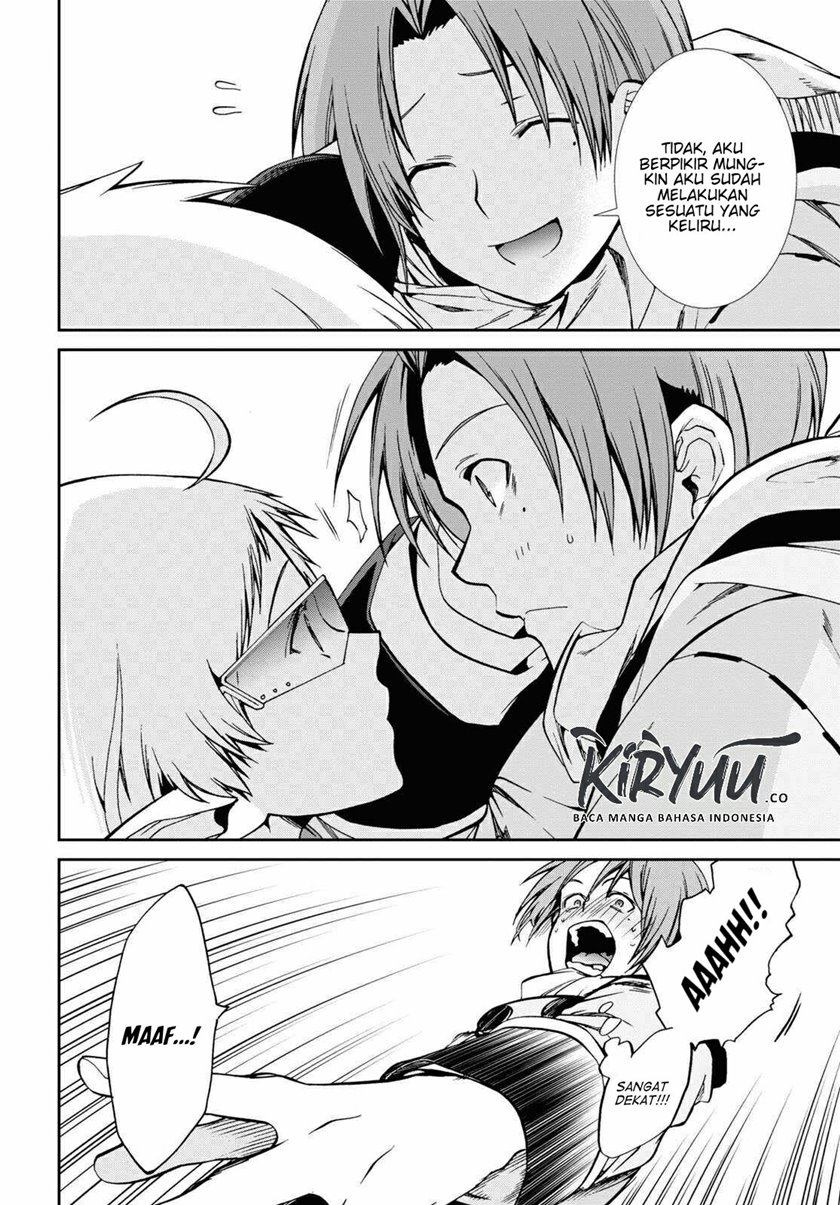 TIDAK, AKU
BERPIKIR MUNG-
KIN AKU SUDAH
MELAKUKAN
SESUATU YANG
KELIRU...
KIRYUU.CO
BACA MANGA BAHASA INDONESIA
AAAHH!!
SANGAT
DEKAT!!!
MAAF...!